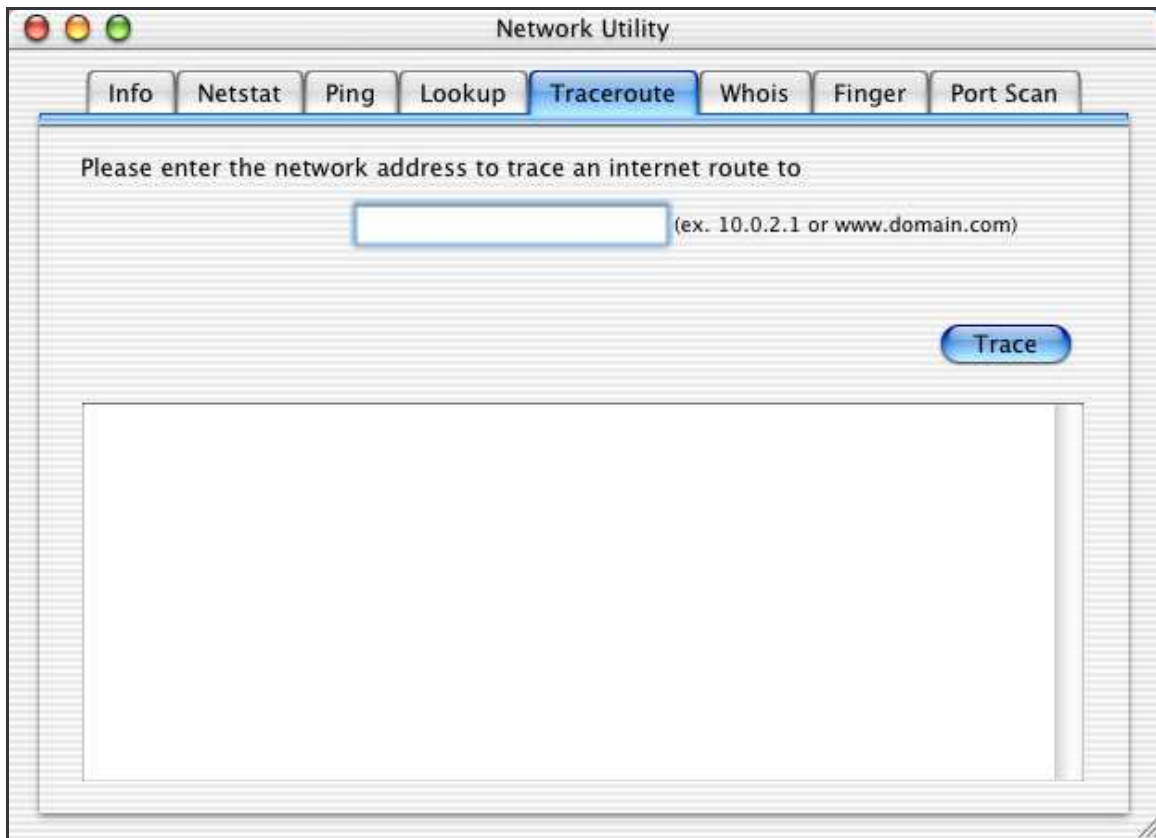 Network Utility
Info Netstat Ping Lookup Traceroute Whois Finger Port Scan
Please enter the network address to trace an internet route to
(ex. 10.0.2.1 or www.domain.com)
Trace